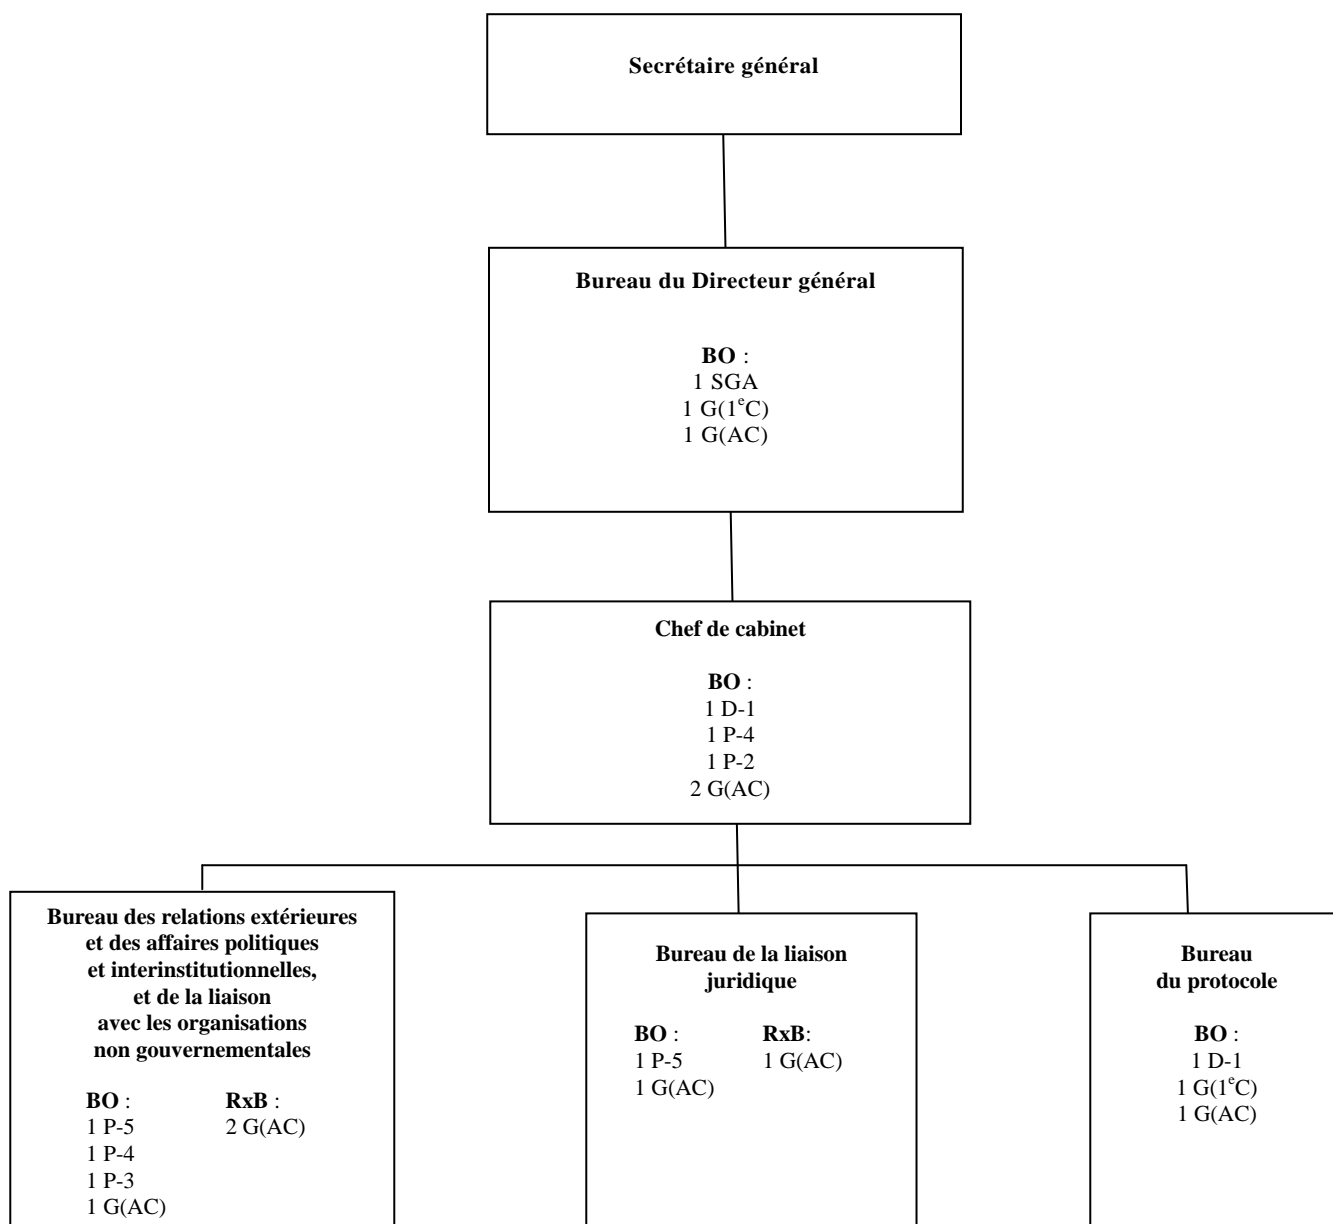 Secrétaire général
Bureau du Directeur général
BO :
1 SGA
1 G(1ᵉC)
1 G(AC)
Chef de cabinet
BO :
1 D-1
1 P-4
1 P-2
2 G(AC)
Bureau des relations extérieures
et des affaires politiques
et interinstitutionnelles,
et de la liaison
avec les organisations
non gouvernementales
BO :
1 P-5
1 P-4
1 P-3
1 G(AC)
RxB :
2 G(AC)
Bureau de la liaison
juridique
BO :
1 P-5
1 G(AC)
RxB:
1 G(AC)
Bureau
du protocole
BO :
1 D-1
1 G(1ᵉC)
1 G(AC)